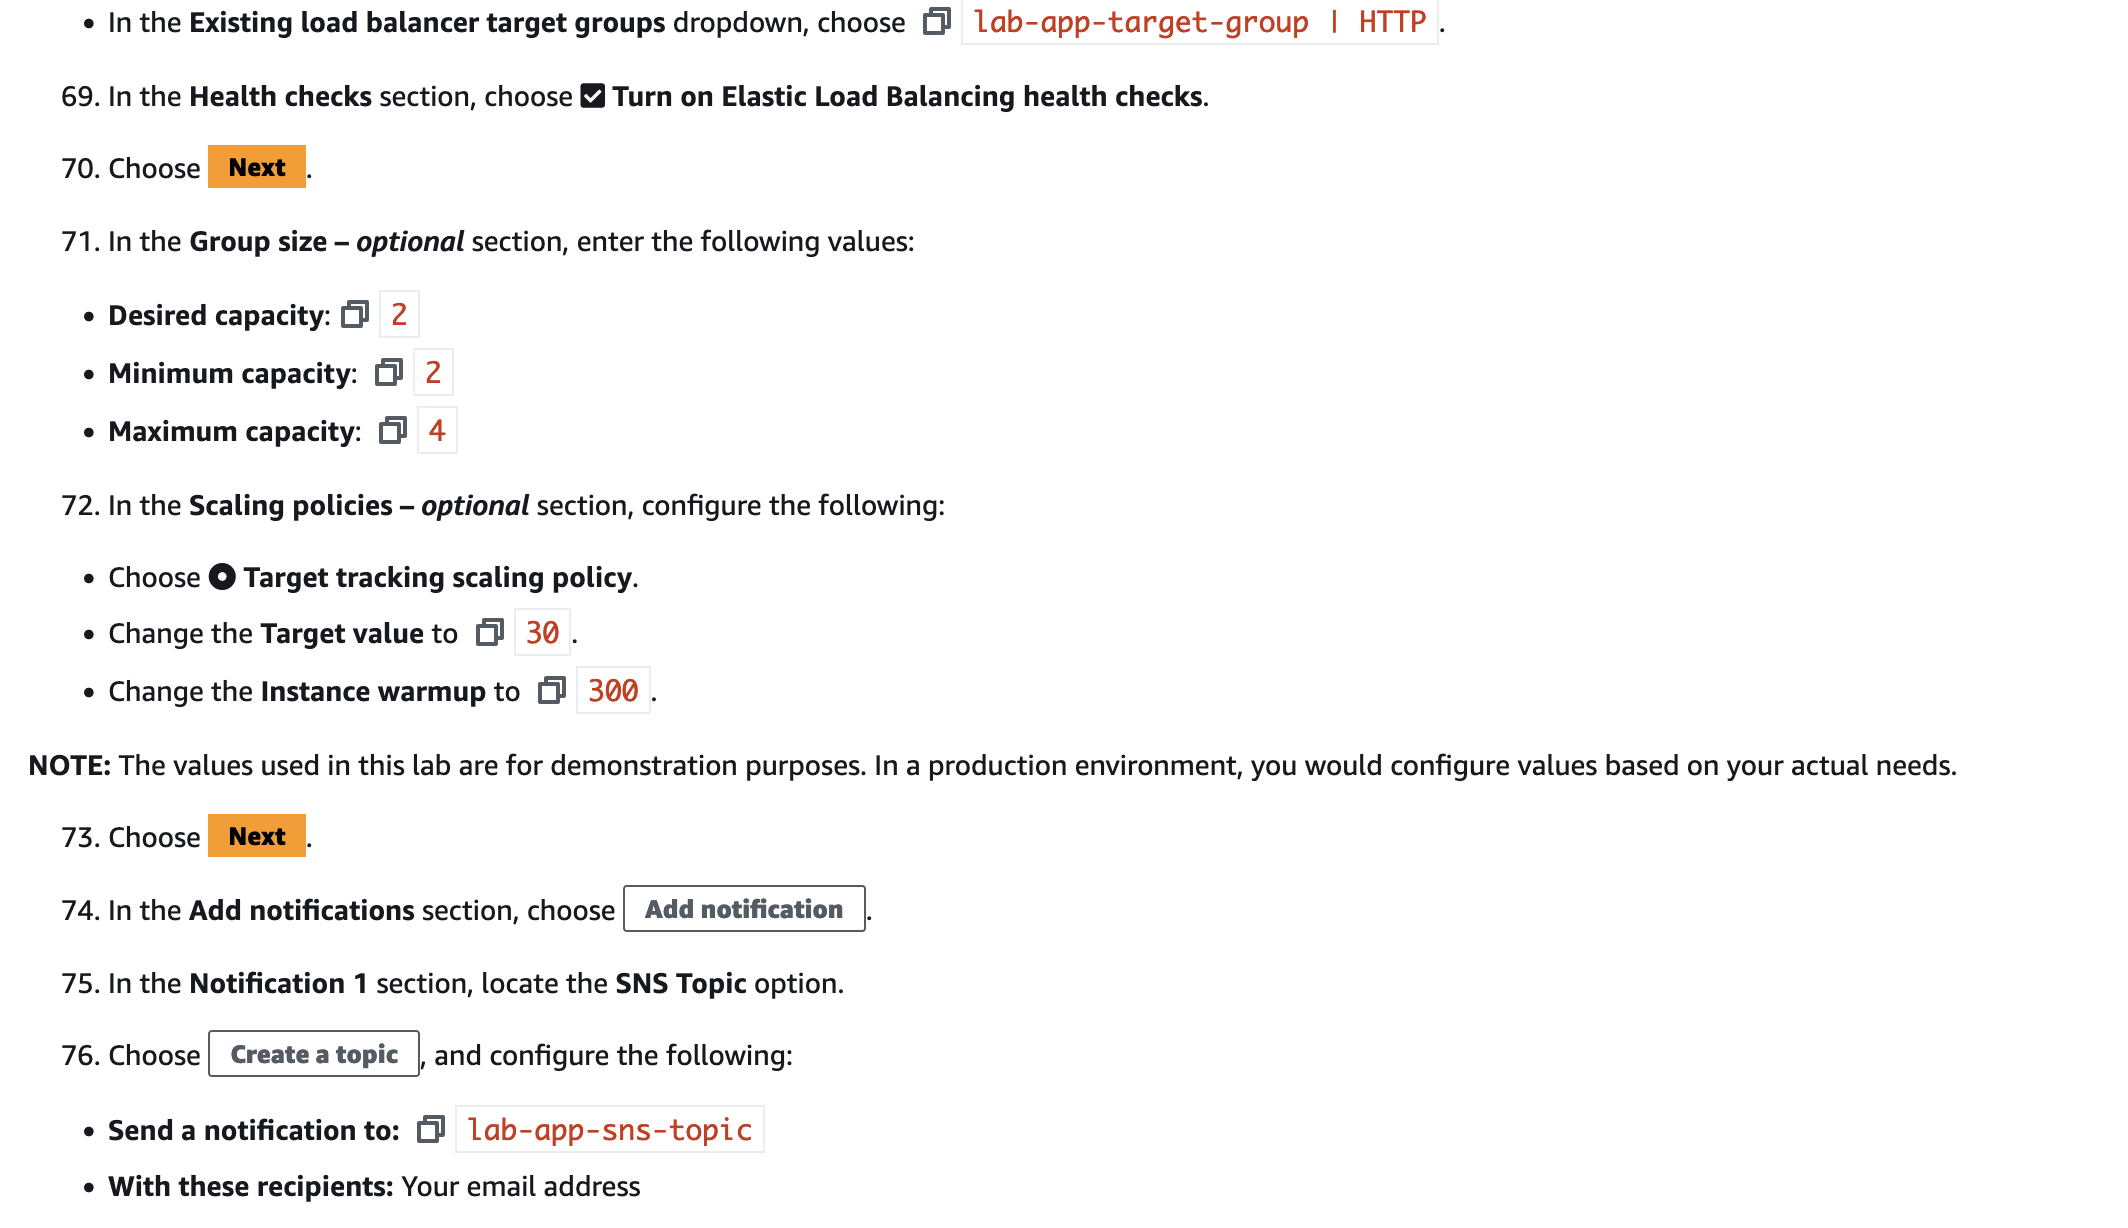 • In the Existing load balancer target groups dropdown, choose lab-app-target-group | HTTP.
69. In the Health checks section, choose Turn on Elastic Load Balancing health checks.
70. Choose Next.
71. In the Group size – optional section, enter the following values:
• Desired capacity: 2
• Minimum capacity: 2
• Maximum capacity: 4
72. In the Scaling policies – optional section, configure the following:
• Choose Target tracking scaling policy.
• Change the Target value to 30.
• Change the Instance warmup to 300.
NOTE: The values used in this lab are for demonstration purposes. In a production environment, you would configure values based on your actual needs.
73. Choose Next.
74. In the Add notifications section, choose Add notification.
75. In the Notification 1 section, locate the SNS Topic option.
76. Choose Create a topic, and configure the following:
• Send a notification to: lab-app-sns-topic
• With these recipients: Your email address